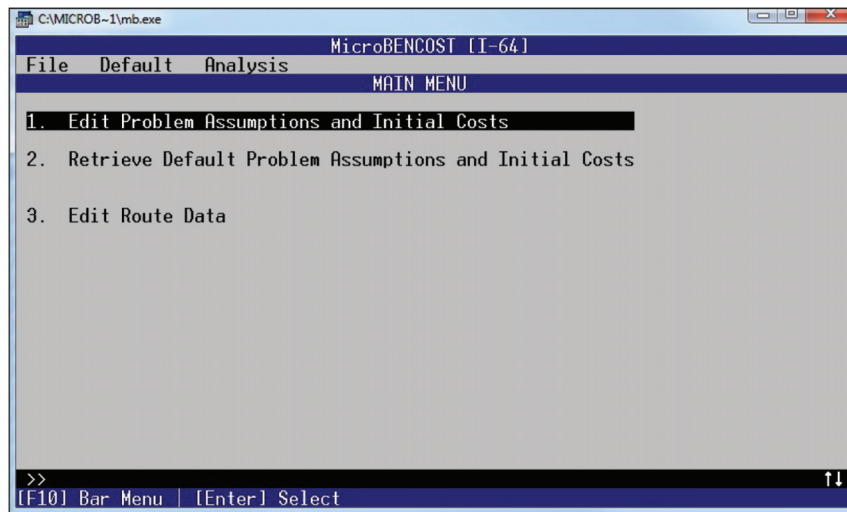 C:\MICROB~1\mb.exe
MicroBENCOST [I-64]
File Default Analysis
MAIN MENU
1. Edit Problem Assumptions and Initial Costs
2. Retrieve Default Problem Assumptions and Initial Costs
3. Edit Route Data
>> ↑↓
[F10] Bar Menu | [Enter] Select